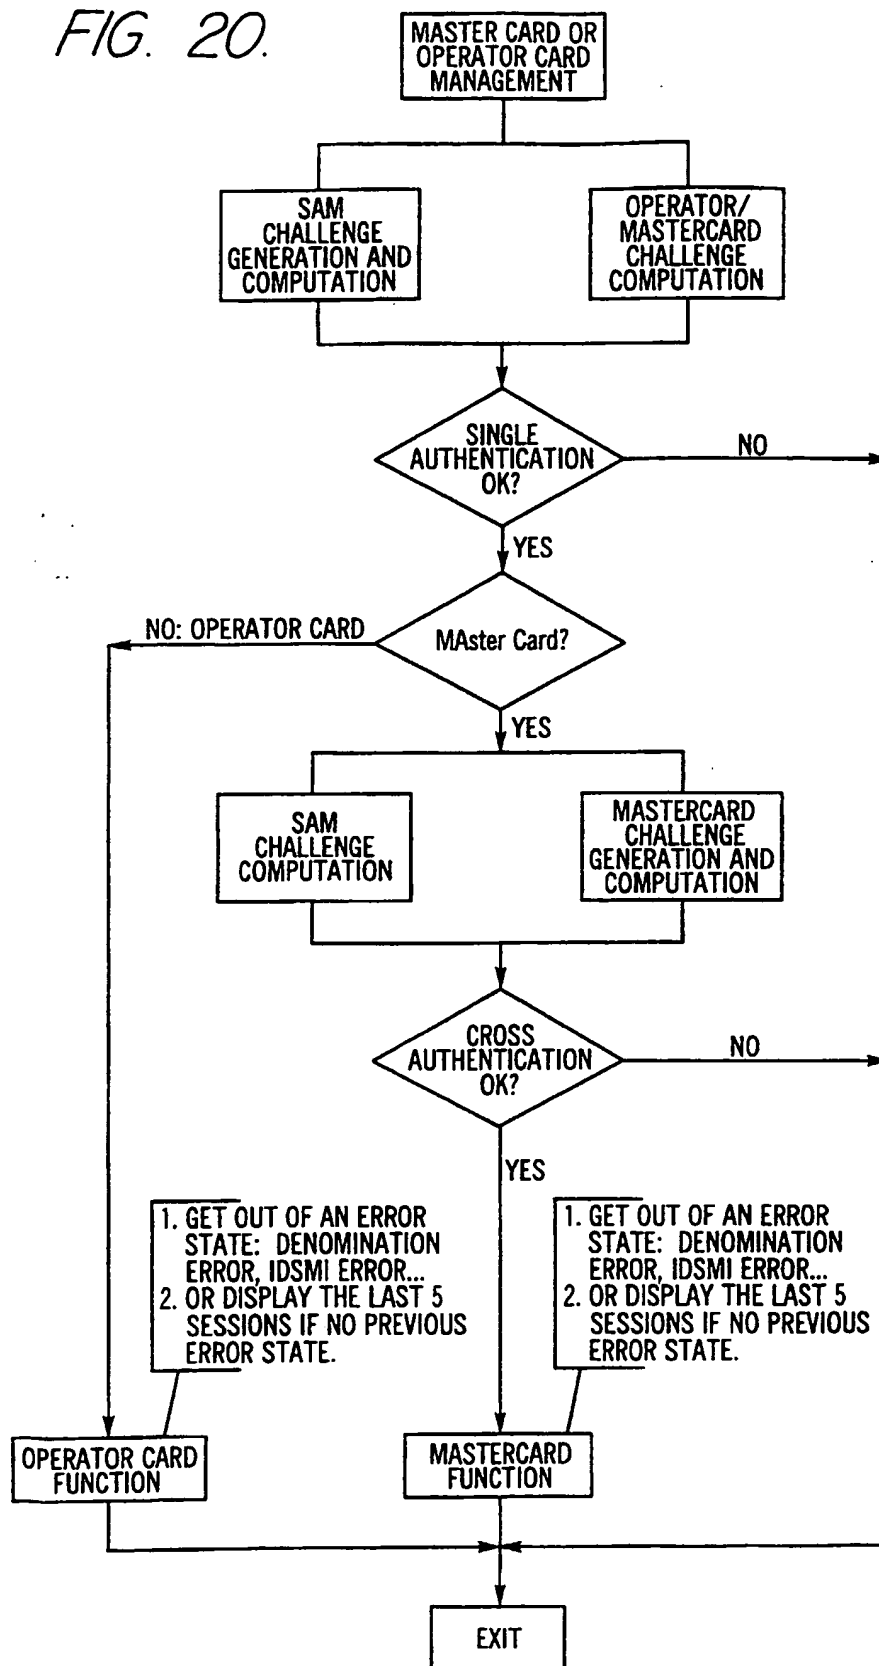 FIG. 20.
MASTER CARD OR
OPERATOR CARD
MANAGEMENT
SAM
CHALLENGE
GENERATION AND
COMPUTATION
OPERATOR/
MASTERCARD
CHALLENGE
COMPUTATION
SINGLE
AUTHENTICATION
OK?
NO
YES
NO: OPERATOR CARD
MAster Card?
YES
SAM
CHALLENGE
COMPUTATION
MASTERCARD
CHALLENGE
GENERATION AND
COMPUTATION
CROSS
AUTHENTICATION
OK?
NO
YES
1. GET OUT OF AN ERROR
STATE: DENOMINATION
ERROR, IDSMI ERROR...
2. OR DISPLAY THE LAST 5
SESSIONS IF NO PREVIOUS
ERROR STATE.
1. GET OUT OF AN ERROR
STATE: DENOMINATION
ERROR, IDSMI ERROR...
2. OR DISPLAY THE LAST 5
SESSIONS IF NO PREVIOUS
ERROR STATE.
OPERATOR CARD
FUNCTION
MASTERCARD
FUNCTION
EXIT